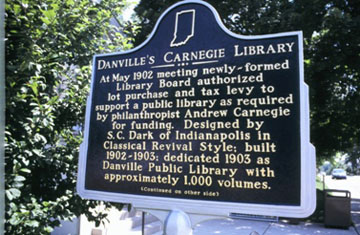 DANVILLE'S CARNEGIE LIBRARY
At May 1902 meeting newly-formed
Library Board authorized
lot purchase and tax levy to
support a public library as required
by philanthropist Andrew Carnegie
for funding. Designed by
S.C. Dark of Indianapolis in
Classical Revival Style; built
1902-1903; dedicated 1903 as
Danville Public Library with
approximately 1,000 volumes.
(Continued on other side)